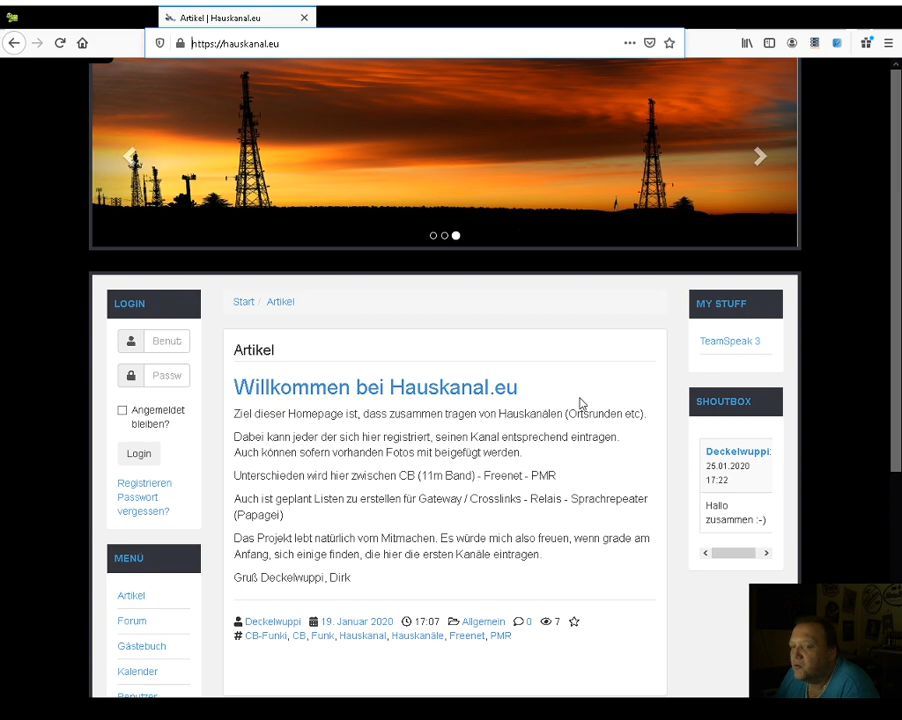 Artikel | Hauskanal.eu
https://hauskanal.eu
LOGIN
Benut
Passw
Angemeldet
bleiben?
Login
Registrieren
Passwort
vergessen?
MENÜ
Artikel
Forum
Gästebuch
Kalender
Benutzer
Start / Artikel
Artikel
Willkommen bei Hauskanal.eu
Ziel dieser Homepage ist, dass zusammen tragen von Hauskanälen (Ortsrunden etc).
Dabei kann jeder der sich hier registriert, seinen Kanal entsprechend eintragen.
Auch können sofern vorhanden Fotos mit beigefügt werden.
Unterschieden wird hier zwischen CB (11m Band) - Freenet - PMR
Auch ist geplant Listen zu erstellen für Gateway / Crosslinks - Relais - Sprachrepeater
(Papagei)
Das Projekt lebt natürlich vom Mitmachen. Es würde mich also freuen, wenn grade am
Anfang, sich einige finden, die hier die ersten Kanäle eintragen.
Gruß Deckelwuppi, Dirk
Deckelwuppi 19. Januar 2020 17:07 Allgemein 0 7
# CB-Funki, CB, Funk, Hauskanal, Hauskanäle, Freenet, PMR
MY STUFF
TeamSpeak 3
SHOUTBOX
Deckelwuppi:
25.01.2020
17:22
Hallo
zusammen :-)